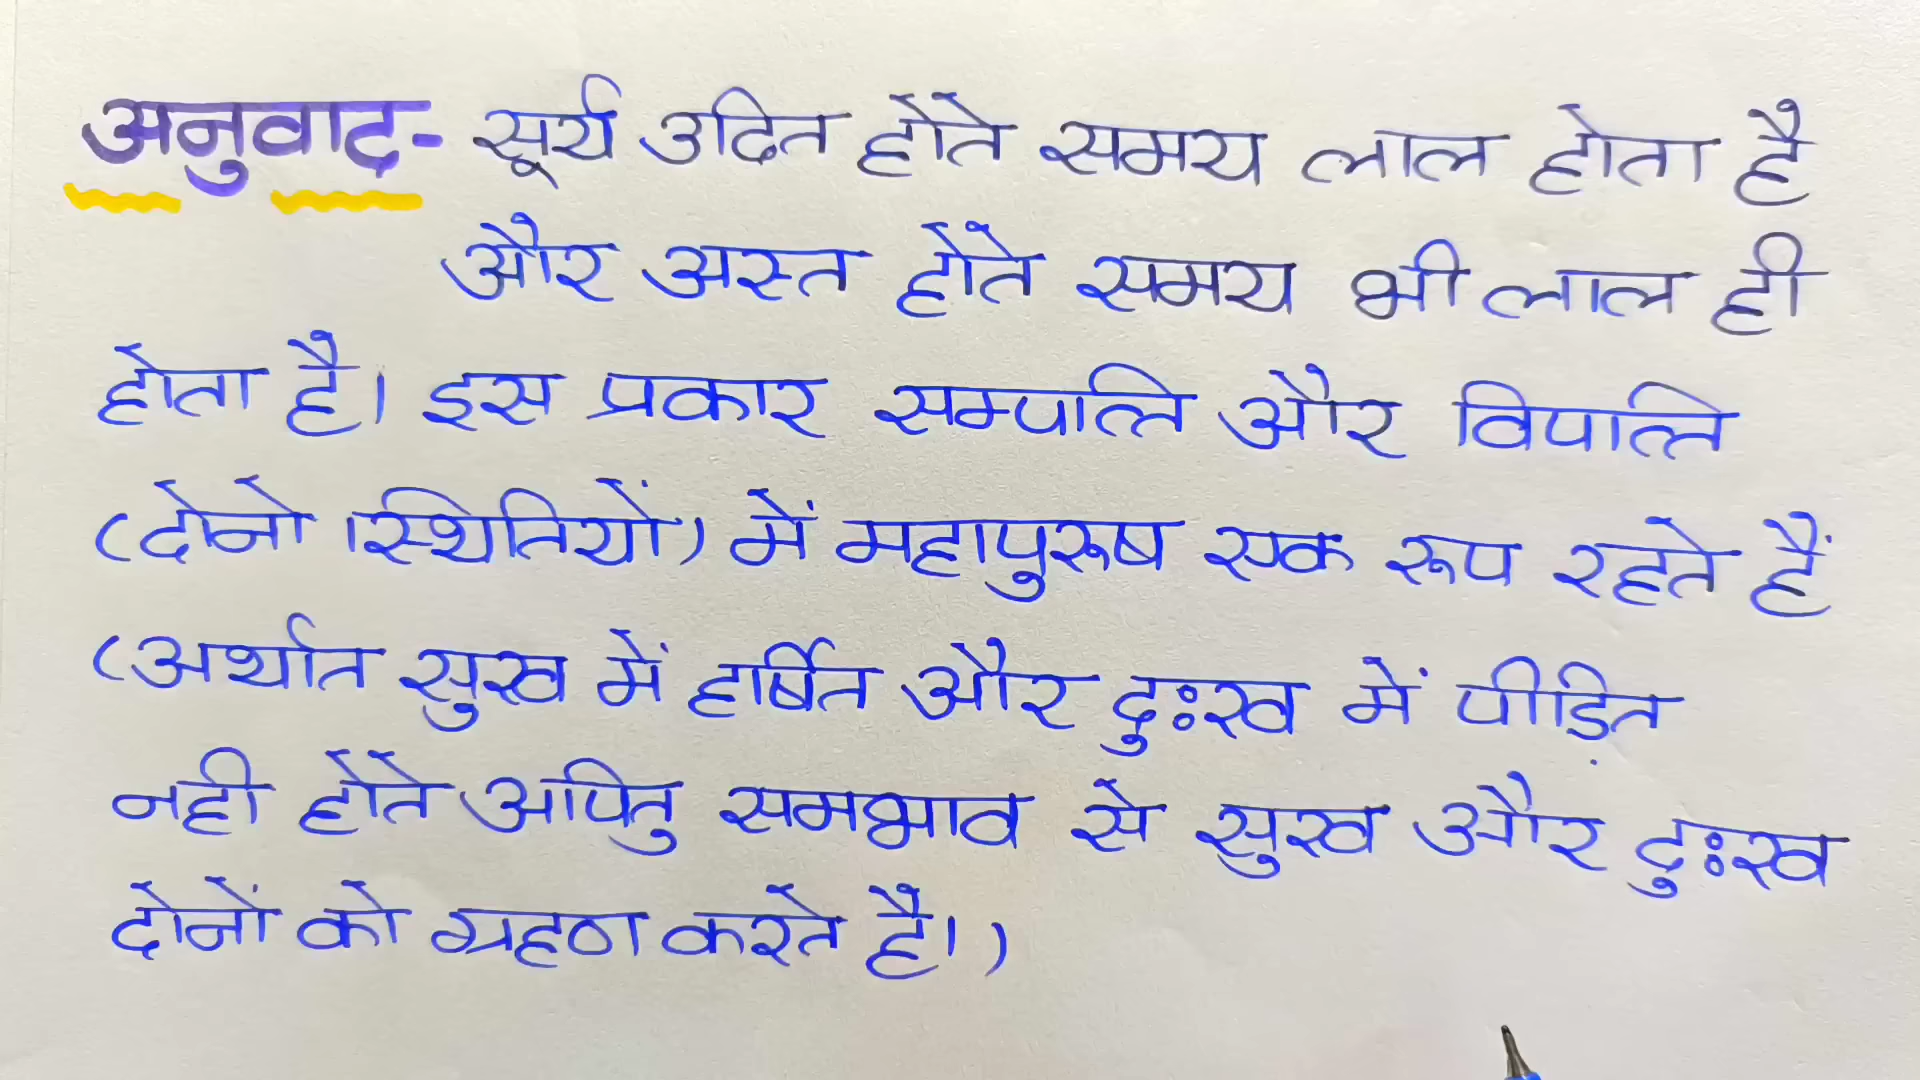 अनुवाद- सूर्य उदित होते समय लाल होता है
और अस्त होते समय भी लाल ही
होता है। इस प्रकार सम्पत्ति और विपत्ति
(दोनो स्थितियों) में महापुरूष एक रूप रहते हैं
(अर्थात सुख में हर्षित और दुःख में पीड़ित
नही होते अपितु समभाव से सुख और दुःख
दोनों को ग्रहण करते है।)